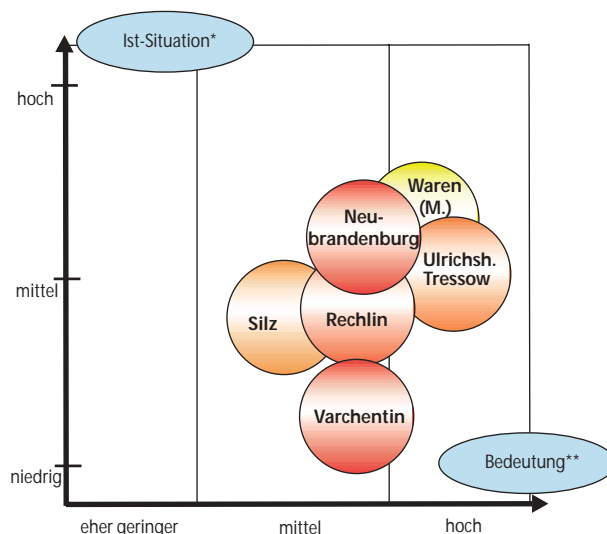 Ist-Situation*
hoch
Waren
(M.)
Neu-
brandenburg
Ulrichsh.
Tressow
mittel
Silz
Rechlin
Varchentin
Bedeutung**
niedrig
eher geringer
mittel
hoch